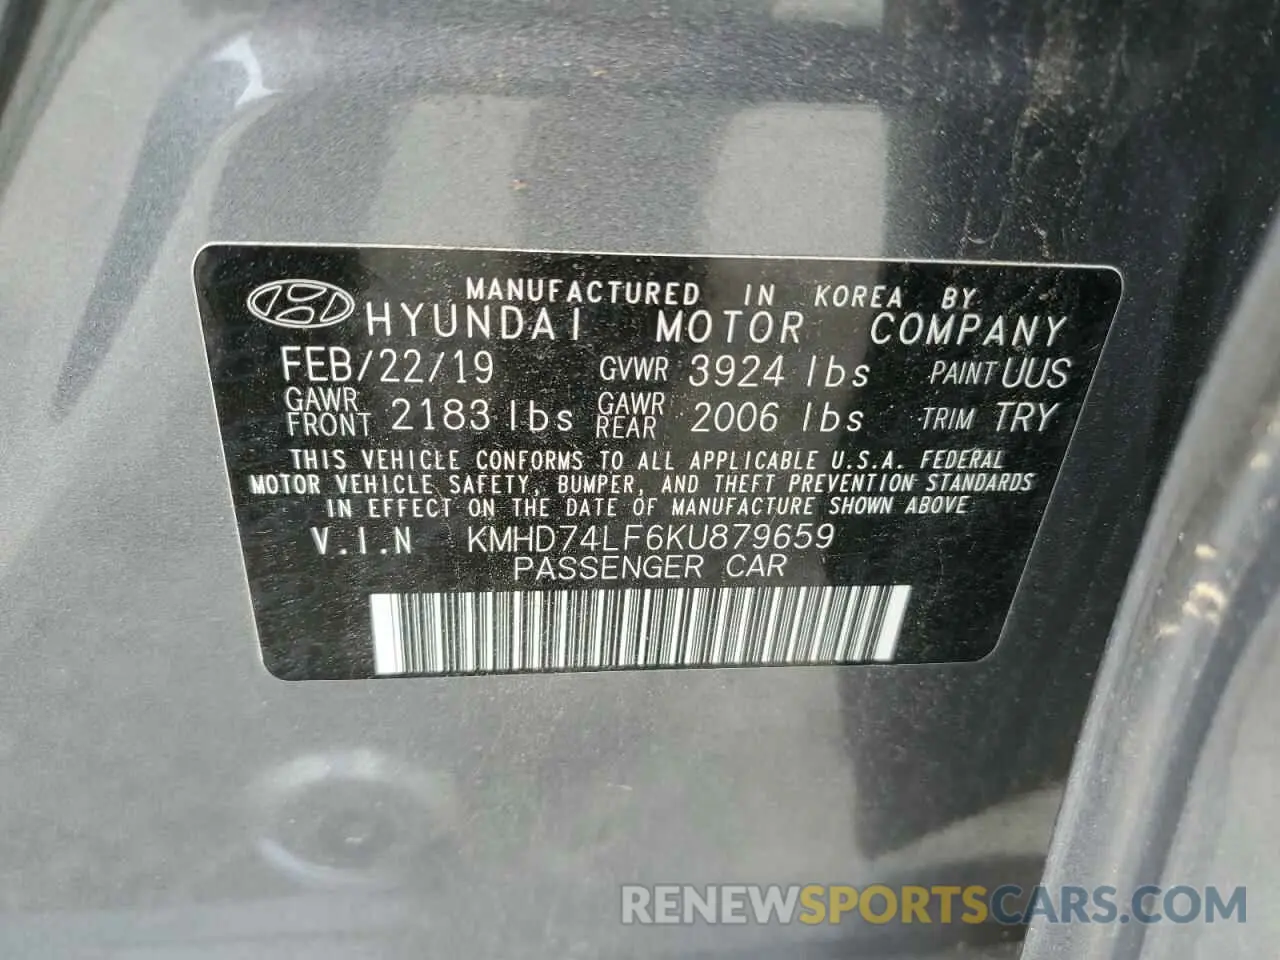 MANUFACTURED IN KOREA BY
HYUNDAI MOTOR COMPANY
FEB/22/19 GVWR 3924 lbs PAINT UUS
GAWR FRONT 2183 lbs GAWR REAR 2006 lbs TRIM TRY
THIS VEHICLE CONFORMS TO ALL APPLICABLE U.S.A. FEDERAL
MOTOR VEHICLE SAFETY, BUMPER, AND THEFT PREVENTION STANDARDS
IN EFFECT ON THE DATE OF MANUFACTURE SHOWN ABOVE
V.I.N KMHD74LF6KU879659
PASSENGER CAR
RENEWSPORTSCARS.COM